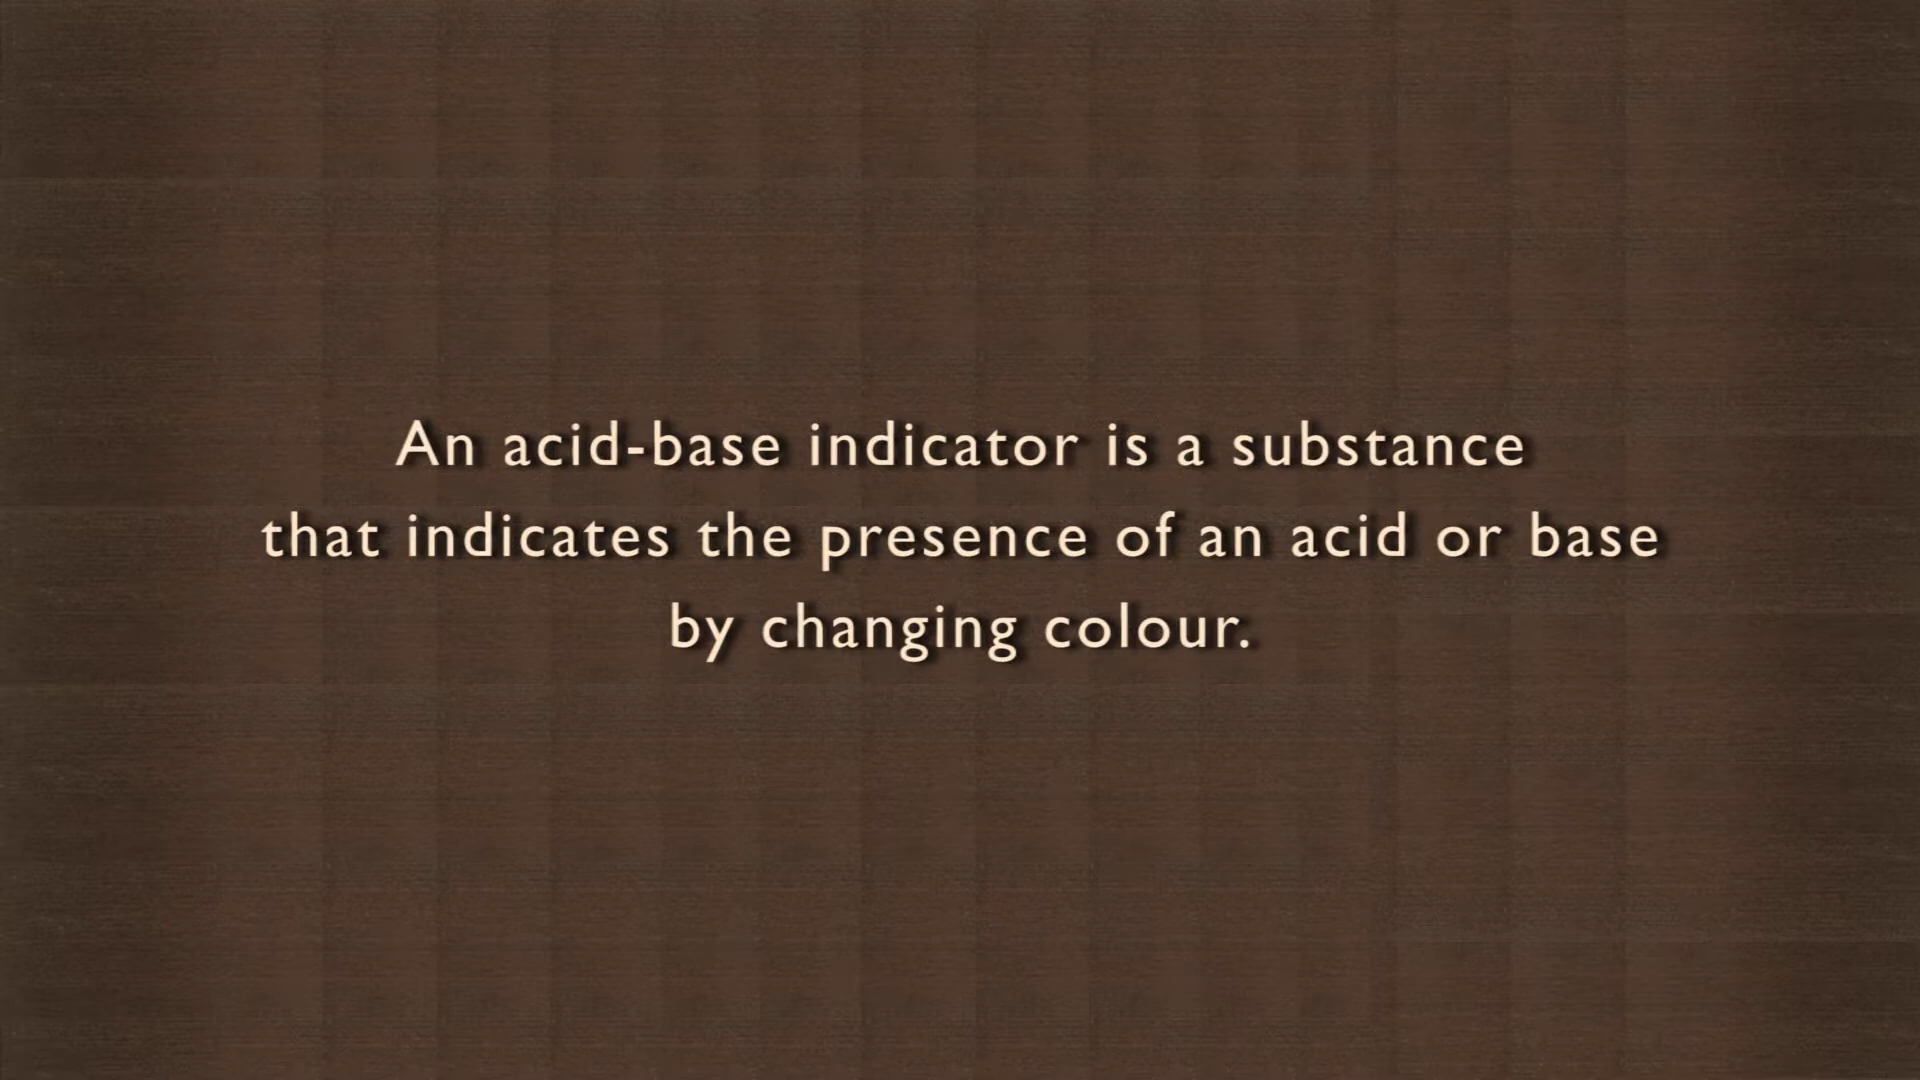 An acid-base indicator is a substance
that indicates the presence of an acid or base
by changing colour.